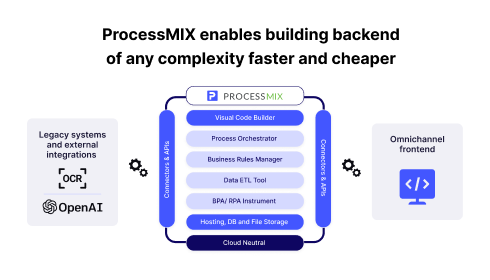 ProcessMIX enables building backend
of any complexity faster and cheaper
Legacy systems
and external
integrations
OCR
OpenAI
Connectors & APIs
PROCESSMIX
Visual Code Builder
Process Orchestrator
Business Rules Manager
Data ETL Tool
BPA/ RPA Instrument
Hosting, DB and File Storage
Cloud Neutral
Connectors & APIs
Omnichannel
frontend